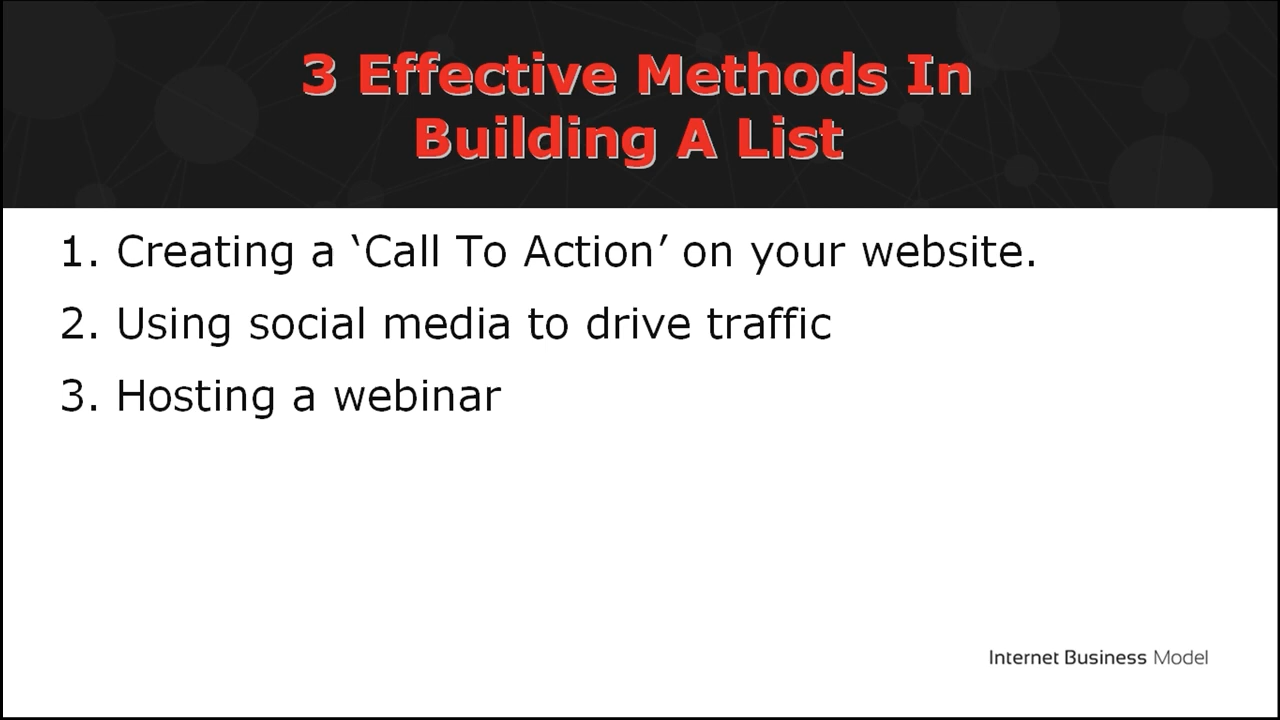 3 Effective Methods In
Building A List
1. Creating a ‘Call To Action’ on your website.
2. Using social media to drive traffic
3. Hosting a webinar
Internet Business Model